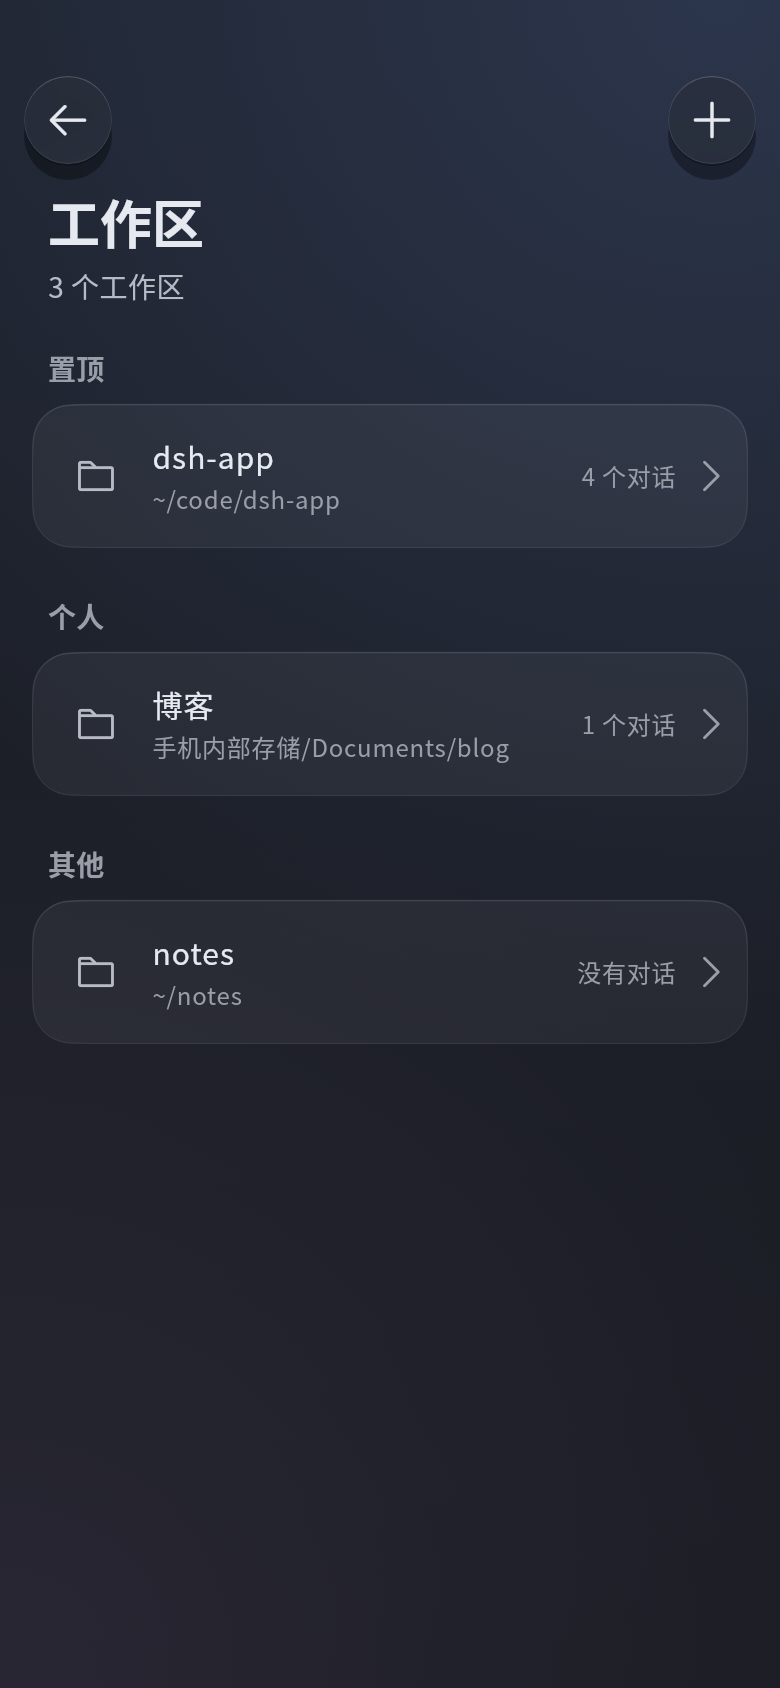 工作区
3 个工作区
置顶
dsh-app
~/code/dsh-app
4 个对话
个人
博客
手机内部存储/Documents/blog
1 个对话
其他
notes
~/notes
没有对话